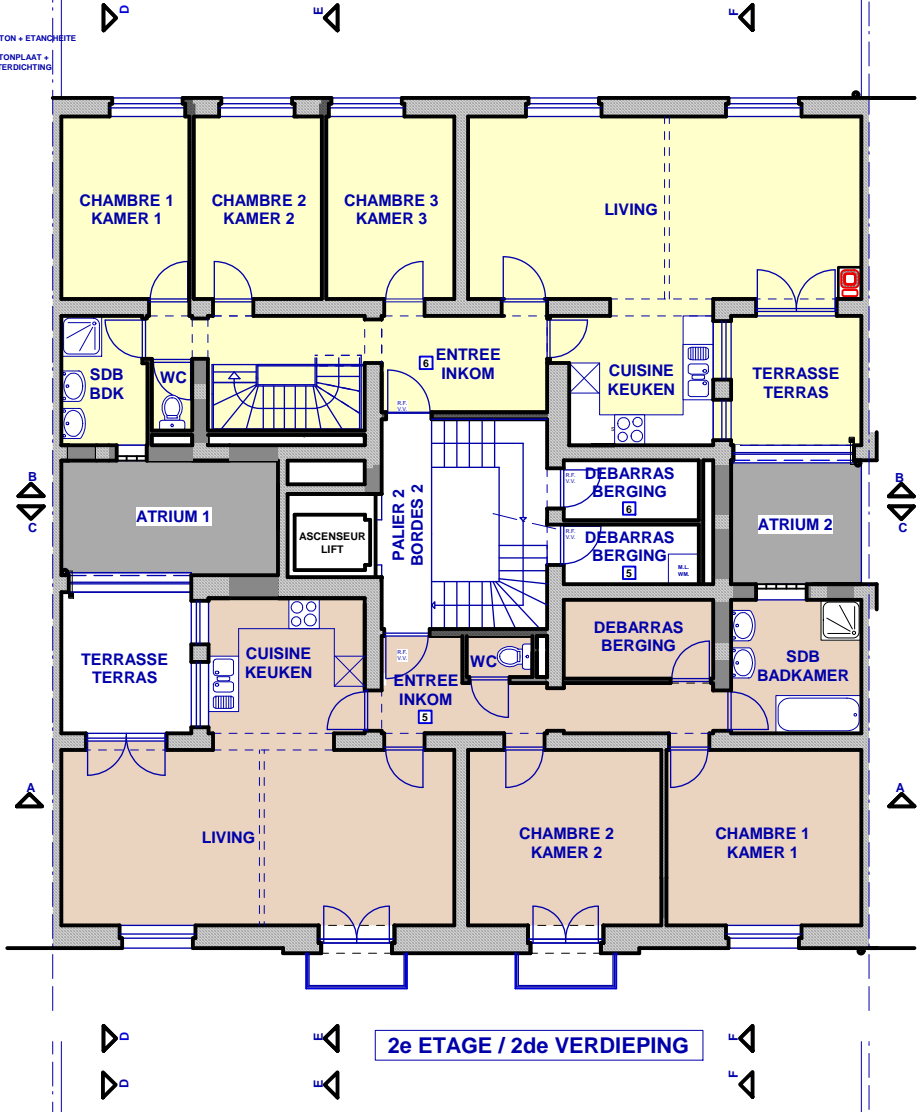 D
E
F
TON + ETANCHEITE
TONPLAAT +
TERDICHTING
CHAMBRE 1
KAMER 1
CHAMBRE 2
KAMER 2
CHAMBRE 3
KAMER 3
LIVING
SDB
BDK
WC
6
ENTREE
INKOM
CUISINE
KEUKEN
TERRASSE
TERRAS
R.F.
V.V.
S
B
C
ATRIUM 1
ASCENSEUR
LIFT
PALIER 2
BORDES 2
R.F.
V.V.
DEBARRAS
BERGING
6
R.F.
V.V.
DEBARRAS
BERGING
5
M.L.
WM.
ATRIUM 2
B
C
TERRASSE
TERRAS
CUISINE
KEUKEN
R.F.
V.V.
ENTREE
INKOM
5
WC
DEBARRAS
BERGING
SDB
BADKAMER
A
LIVING
CHAMBRE 2
KAMER 2
CHAMBRE 1
KAMER 1
A
D
E
F
2e ETAGE / 2de VERDIEPING
D
E
F